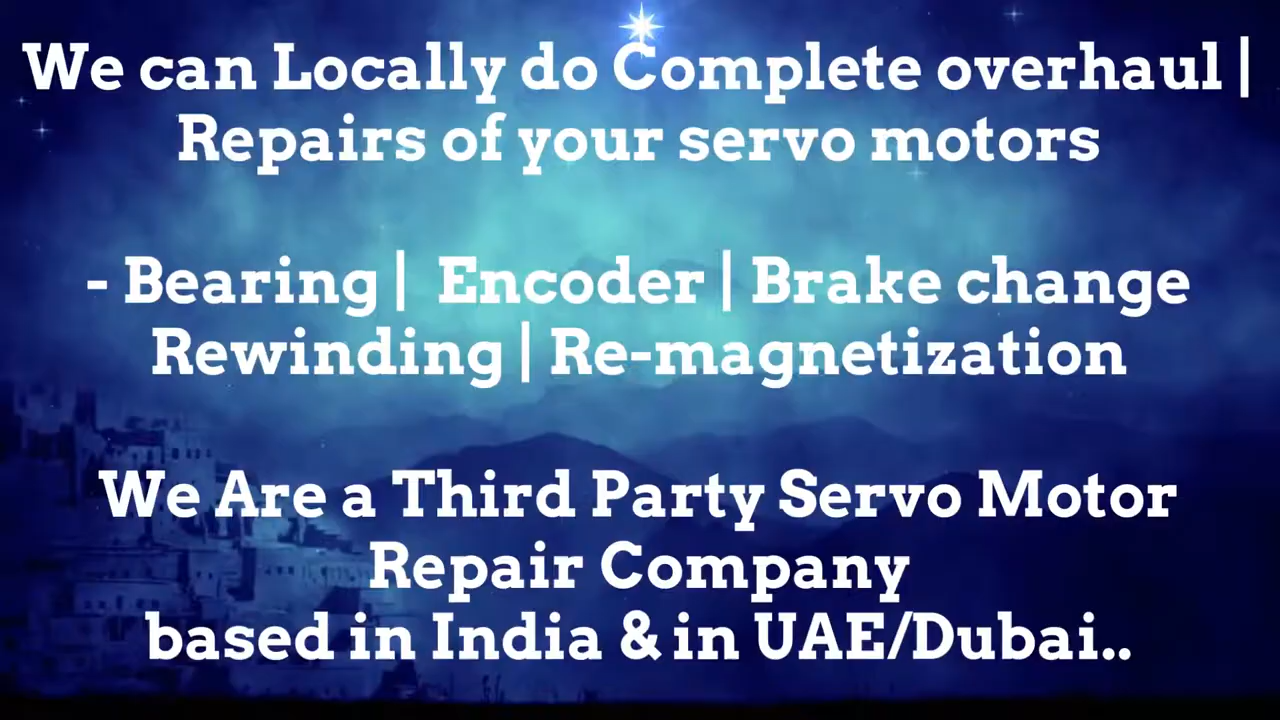 We can Locally do Complete overhaul |
Repairs of your servo motors
- Bearing | Encoder | Brake change
Rewinding | Re-magnetization
We Are a Third Party Servo Motor
Repair Company
based in India & in UAE/Dubai..